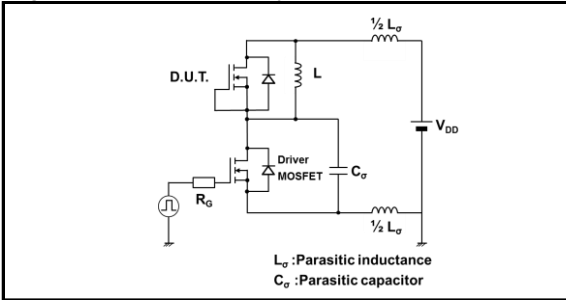 ½ Lσ
D.U.T.
L
VDD
Driver
MOSFET
Cσ
RG
½ Lσ
Lσ :Parasitic inductance
Cσ :Parasitic capacitor